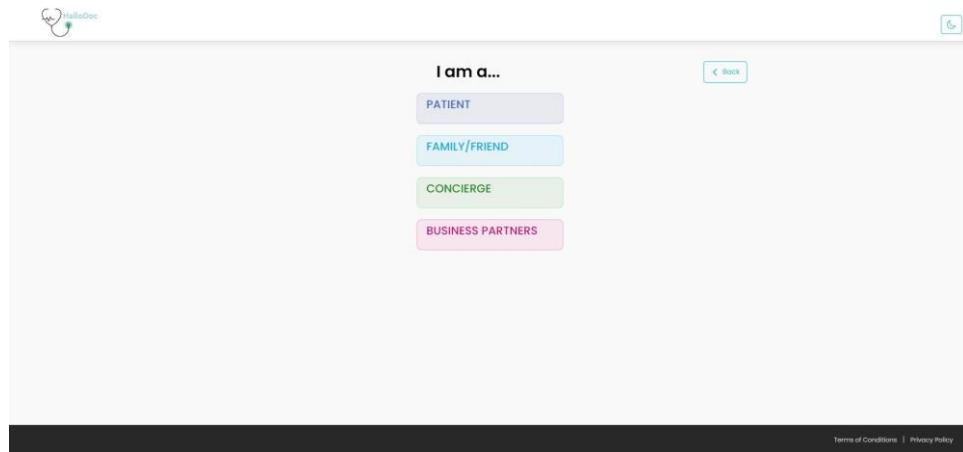 HalloDoc
I am a...
Back
PATIENT
FAMILY/FRIEND
CONCIERGE
BUSINESS PARTNERS
Terms of Conditions | Privacy Policy